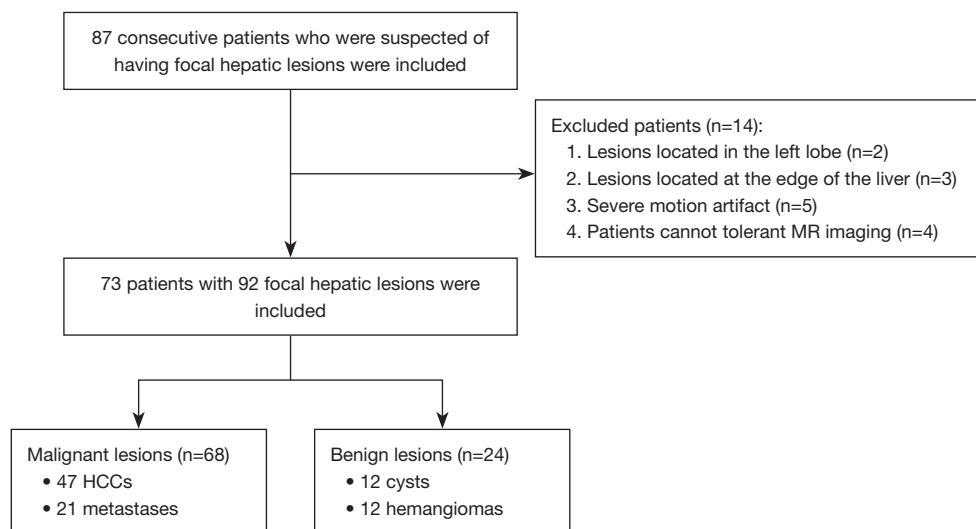 87 consecutive patients who were suspected of
having focal hepatic lesions were included
Excluded patients (n=14):
1. Lesions located in the left lobe (n=2)
2. Lesions located at the edge of the liver (n=3)
3. Severe motion artifact (n=5)
4. Patients cannot tolerant MR imaging (n=4)
73 patients with 92 focal hepatic lesions were
included
Malignant lesions (n=68)
• 47 HCCs
• 21 metastases
Benign lesions (n=24)
• 12 cysts
• 12 hemangiomas